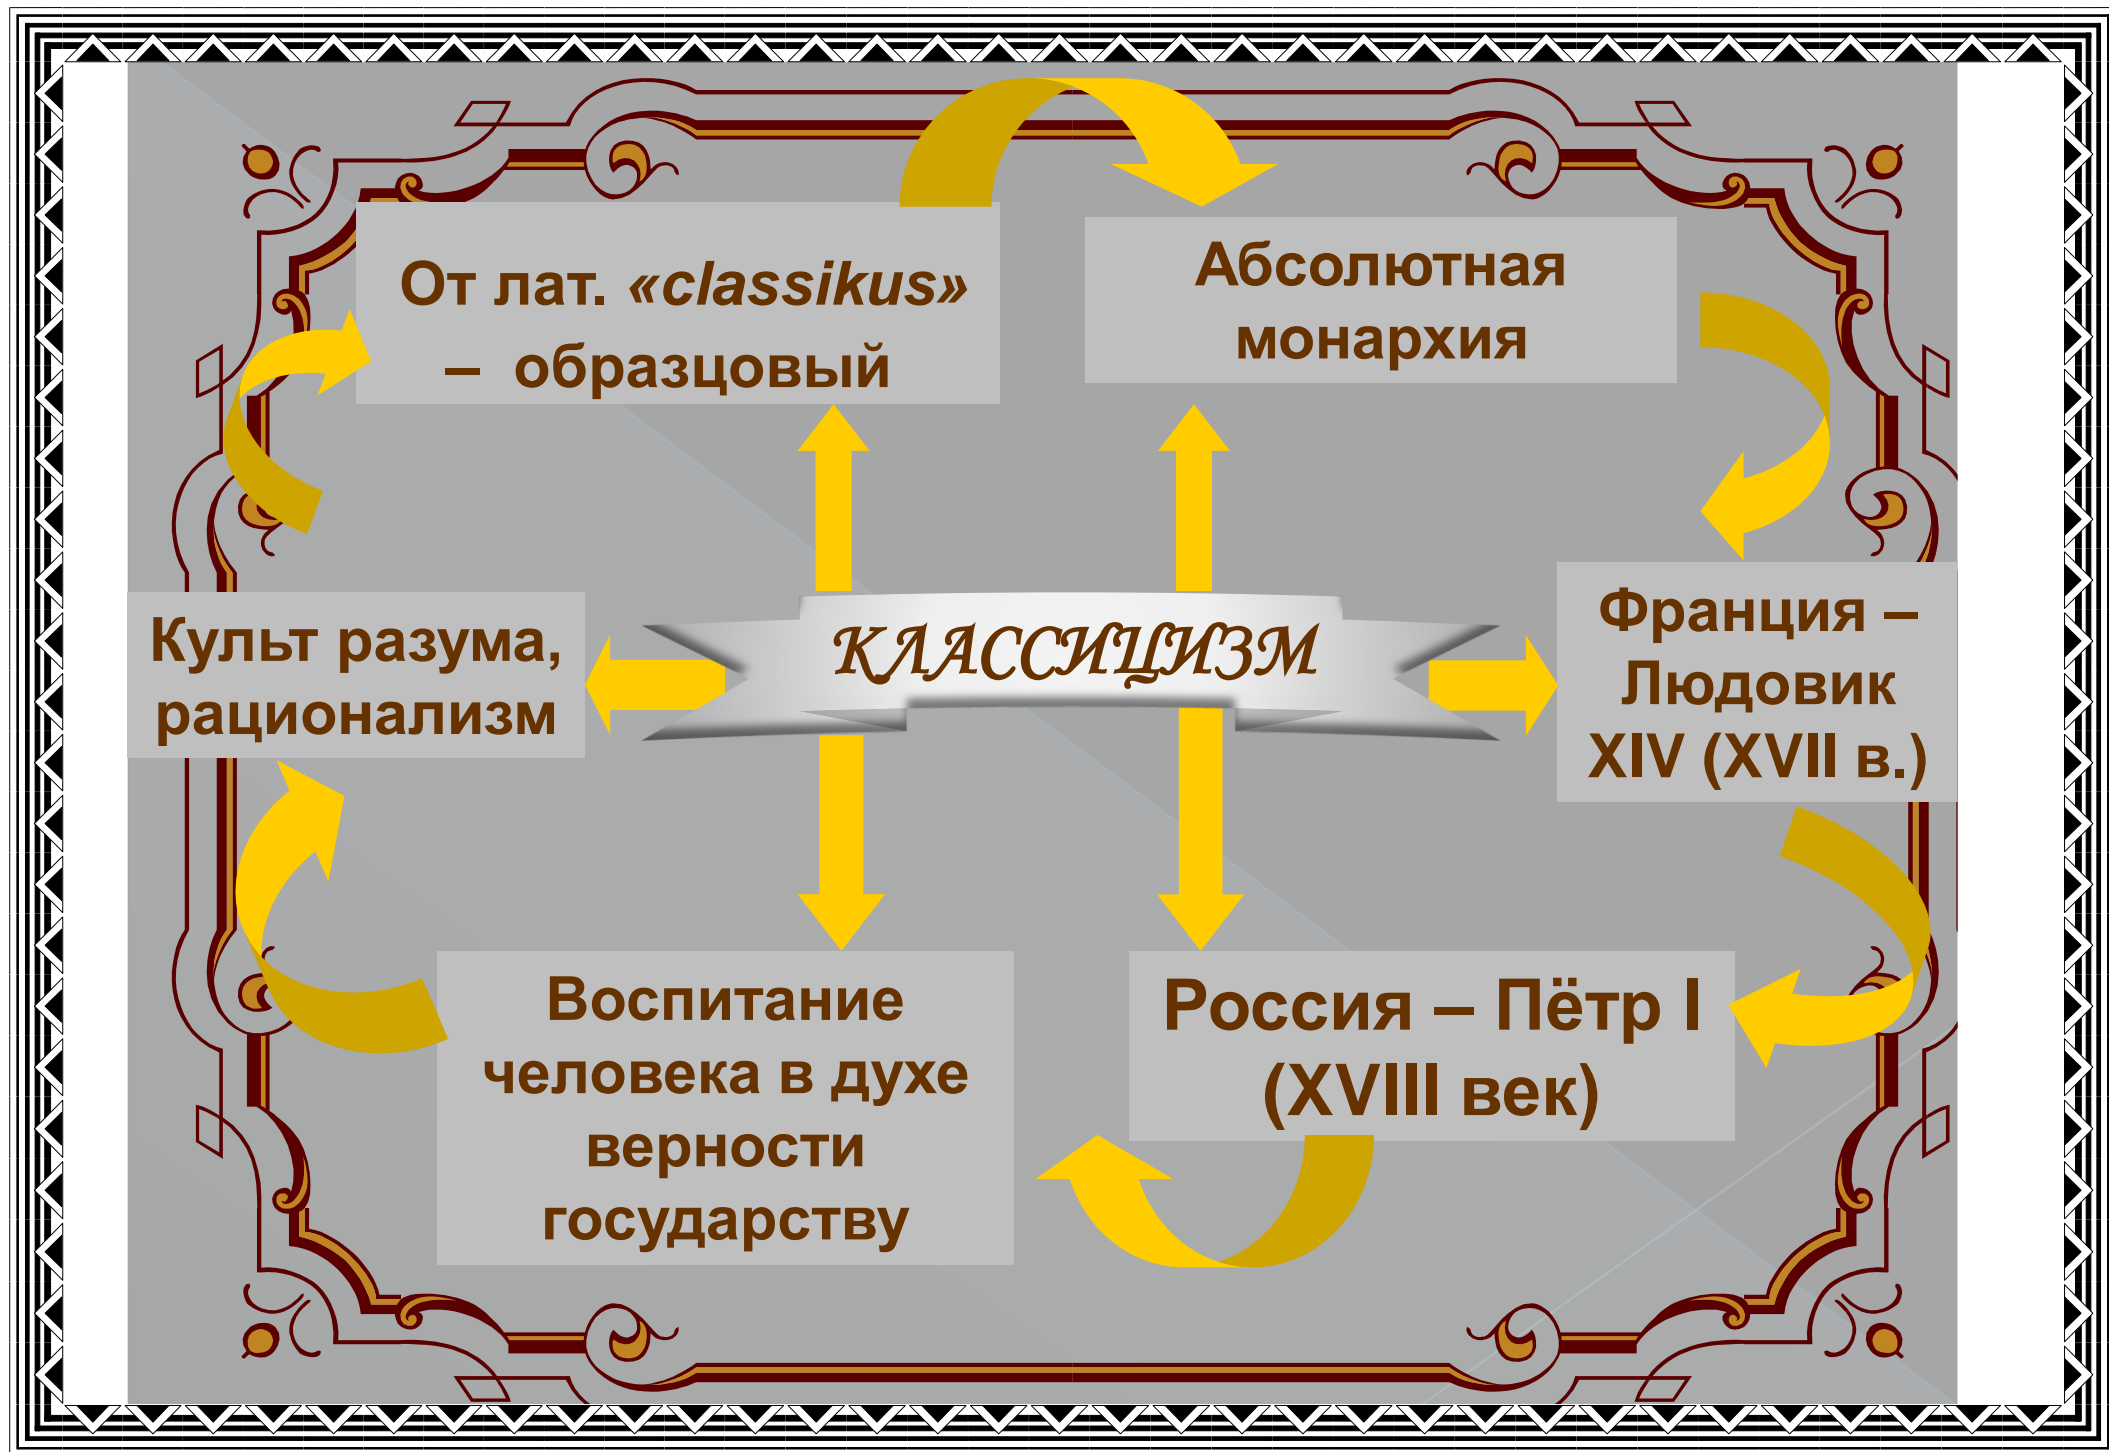 От лат. «classikus»
– образцовый
Абсолютная
монархия
Культ разума,
рационализм
КЛАССИЦИЗМ
Франция –
Людовик
XIV (XVII в.)
Воспитание
человека в духе
верности
государству
Россия – Пётр I
(XVIII век)